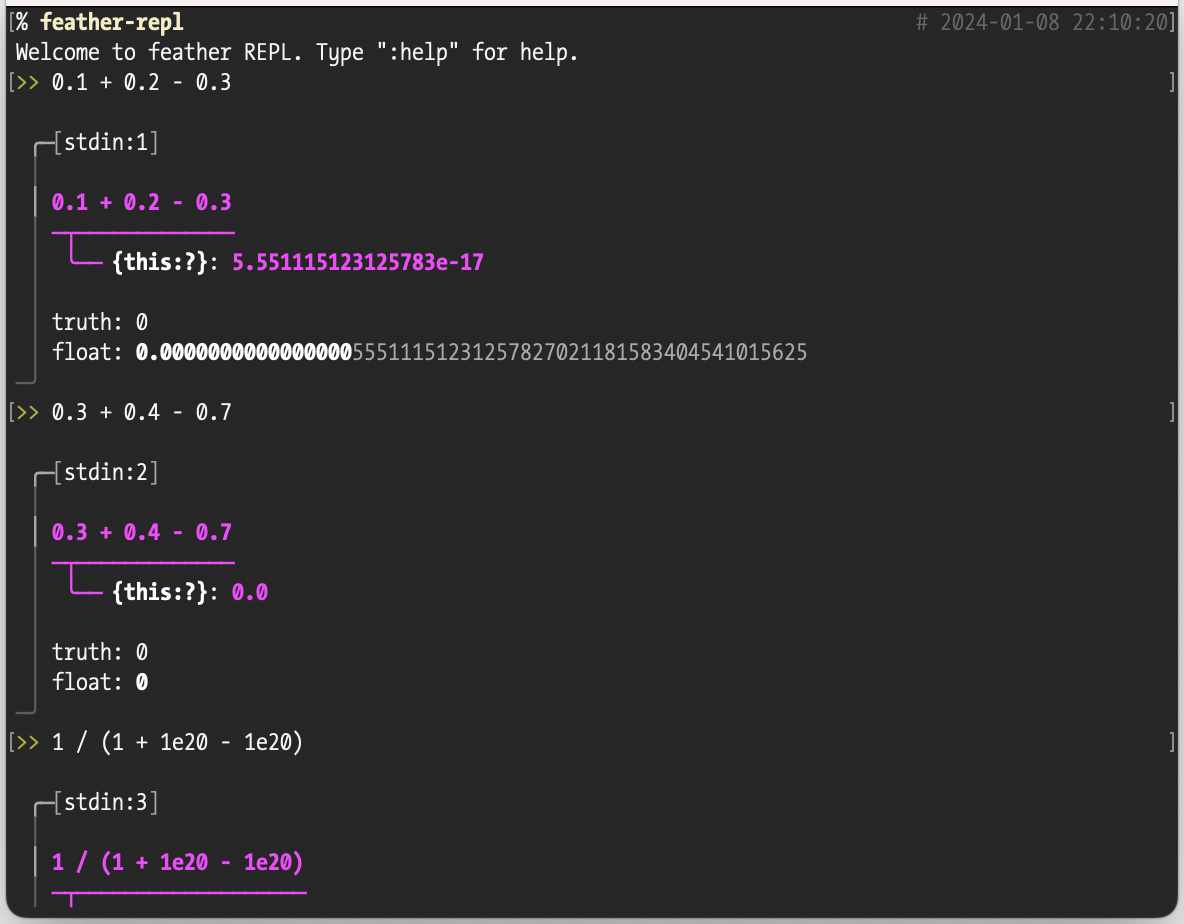 [% feather-repl # 2024-01-08 22:10:20]
Welcome to feather REPL. Type ":help" for help.
[>> 0.1 + 0.2 - 0.3 ]
[stdin:1]
0.1 + 0.2 - 0.3
{this:?}: 5.551115123125783e-17
truth: 0
float: 0.000000000000000055511151231257827021181583404541015625
[>> 0.3 + 0.4 - 0.7 ]
[stdin:2]
0.3 + 0.4 - 0.7
{this:?}: 0.0
truth: 0
float: 0
[>> 1 / (1 + 1e20 - 1e20) ]
[stdin:3]
1 / (1 + 1e20 - 1e20)